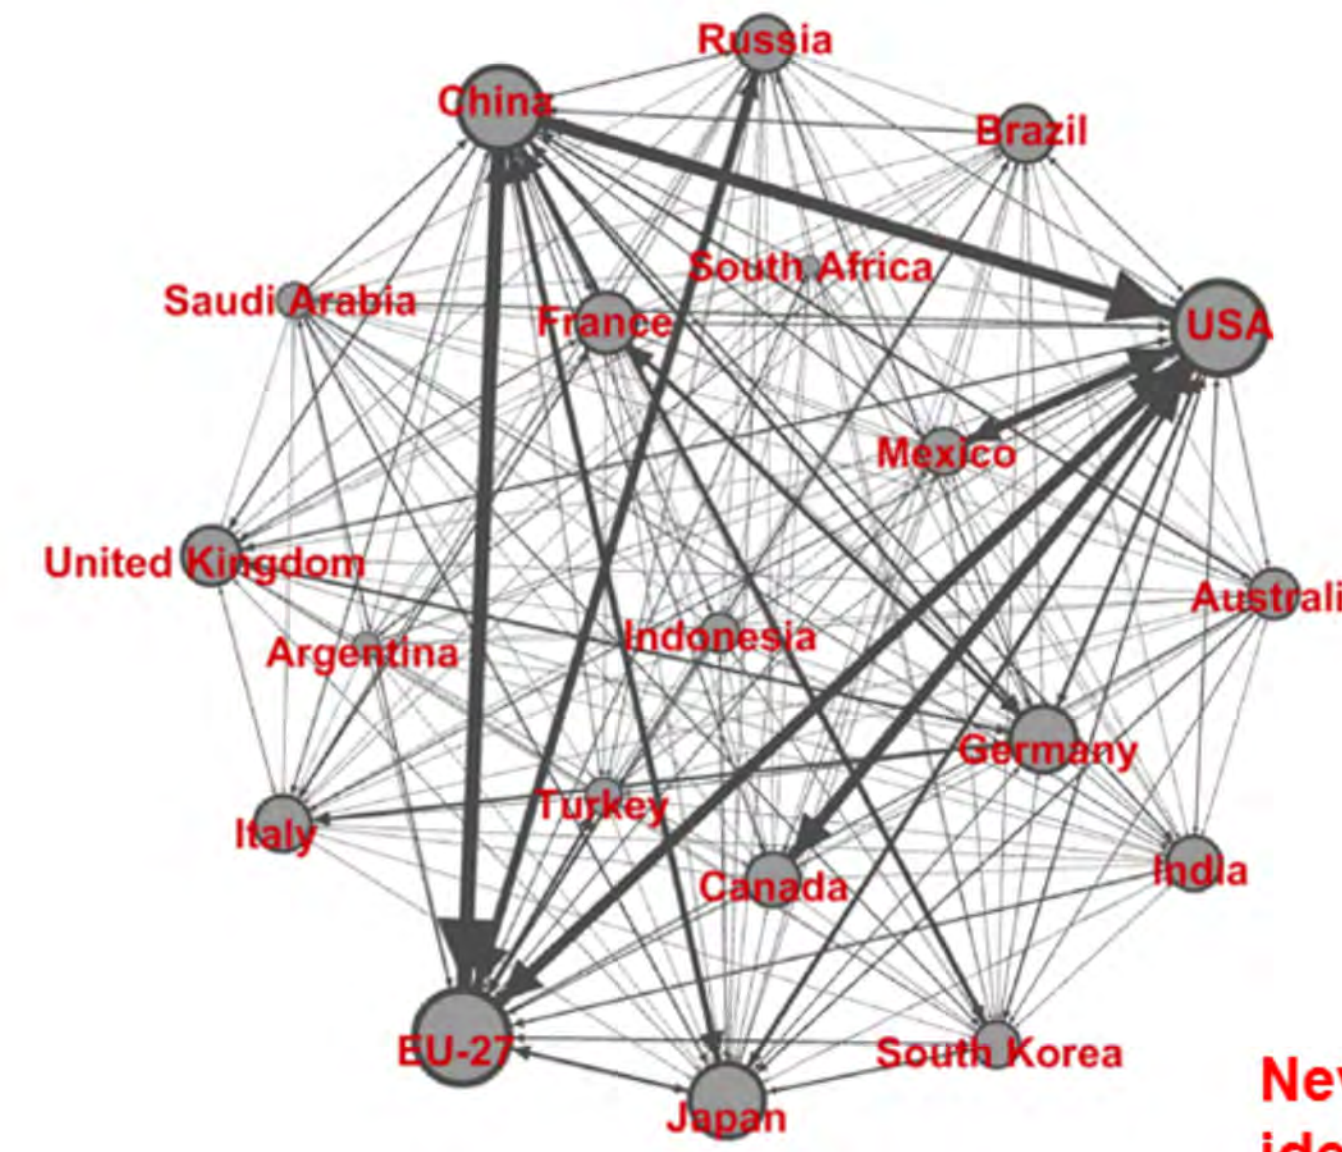 Russia
China
Brazil
South Africa
Saudi Arabia
France
USA
Mexico
United Kingdom
Australi
Indonesia
Argentina
Germany
Turkey
Italy
India
Canada
EU-27
South Korea
Japan